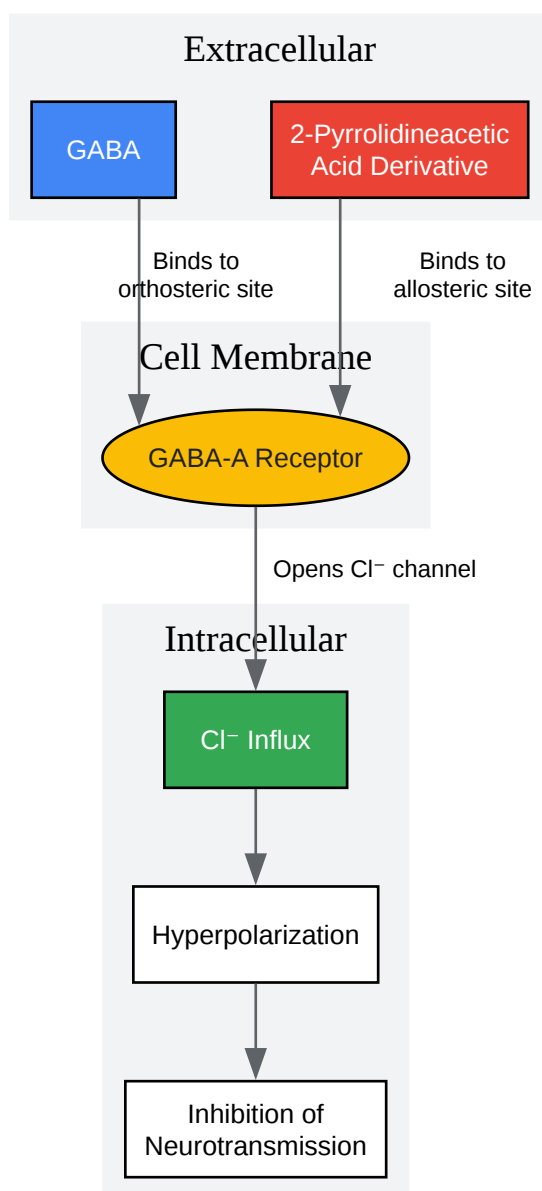 Extracellular
GABA
2-Pyrrolidineacetic
Acid Derivative
Binds to
orthosteric site
Binds to
allosteric site
Cell Membrane
GABA-A Receptor
Opens Cl⁻ channel
Intracellular
Cl⁻ Influx
Hyperpolarization
Inhibition of
Neurotransmission